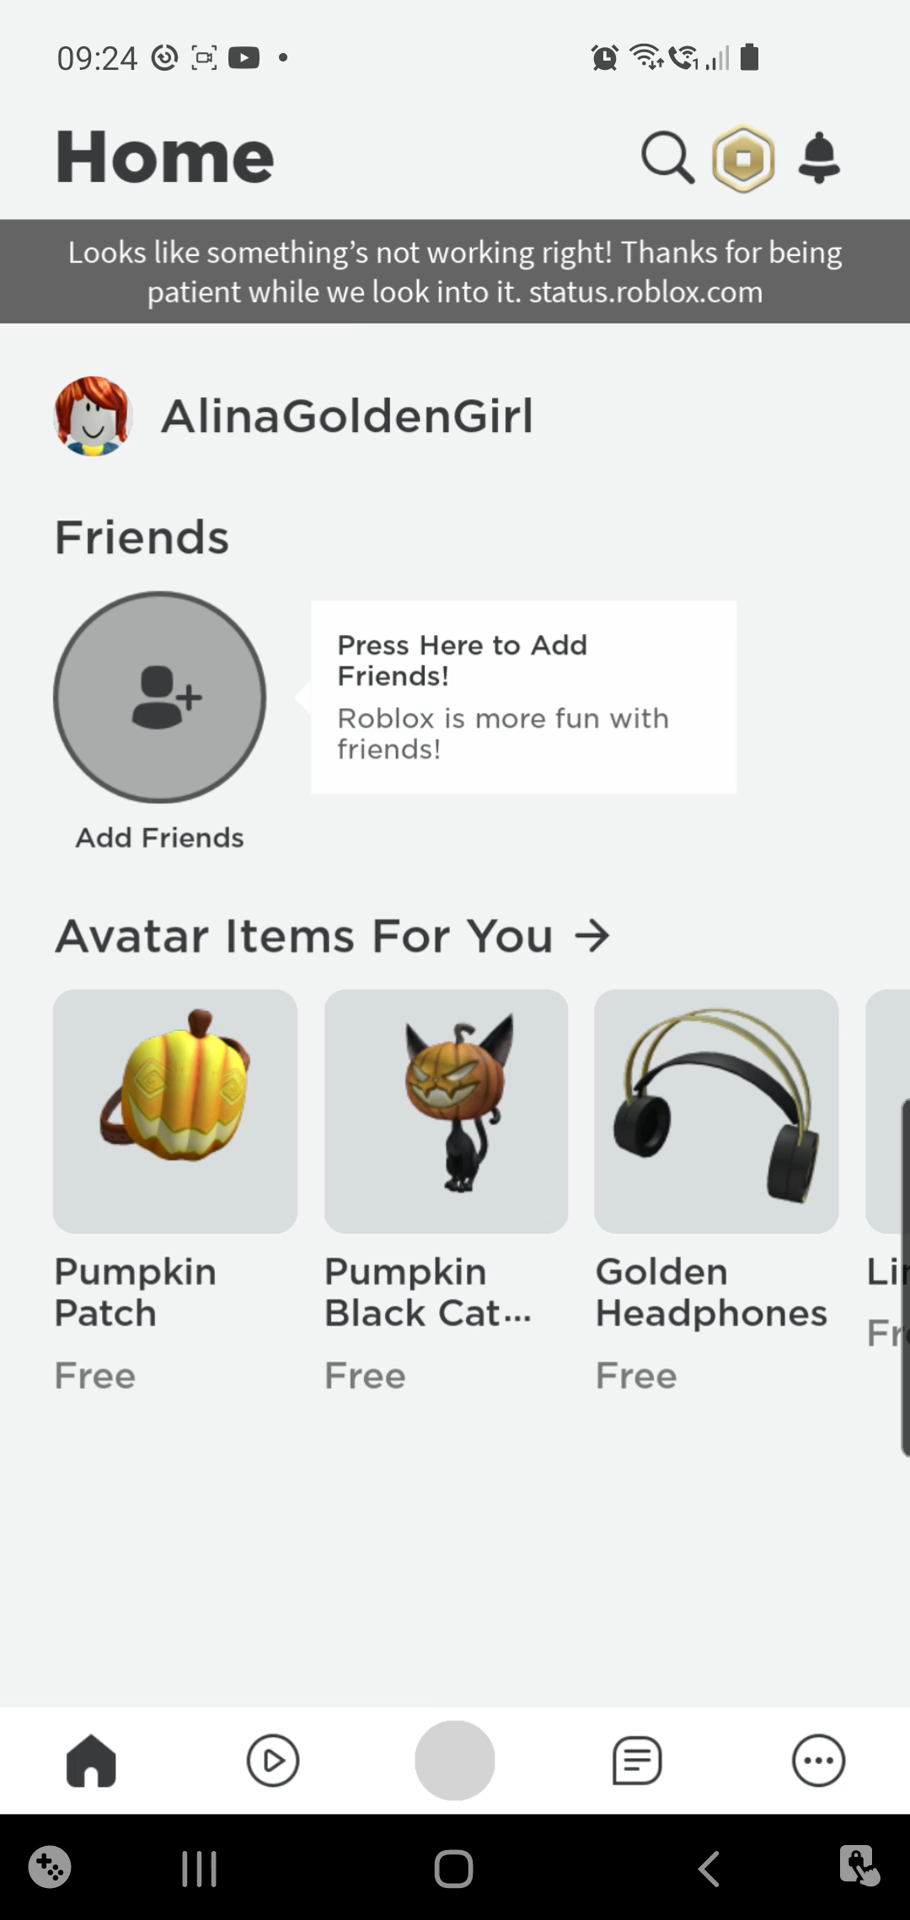 09:24
Home
Looks like something’s not working right! Thanks for being
patient while we look into it. status.roblox.com
AlinaGoldenGirl
Friends
Press Here to Add
Friends!
Roblox is more fun with
friends!
Add Friends
Avatar Items For You →
Pumpkin
Patch
Free
Pumpkin
Black Cat...
Free
Golden
Headphones
Free